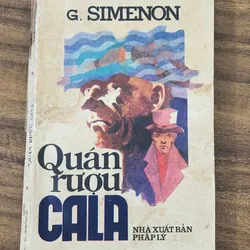 G. SIMENON
Quán
rượu
CALA
NHÀ XUẤT BẢN
PHÁP LÝ